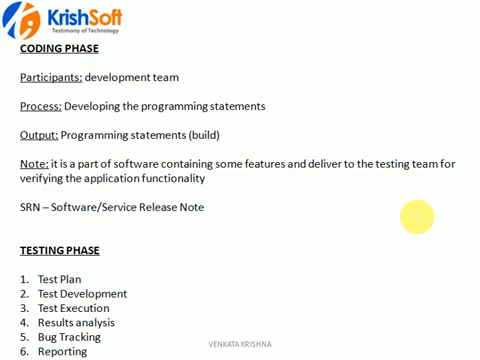 KrishSoft
Testimony of Technology
CODING PHASE
Participants: development team
Process: Developing the programming statements
Output: Programming statements (build)
Note: it is a part of software containing some features and deliver to the testing team for
verifying the application functionality
SRN – Software/Service Release Note
TESTING PHASE
1. Test Plan
2. Test Development
3. Test Execution
4. Results analysis
5. Bug Tracking
6. Reporting
VENKATA KRISHNA